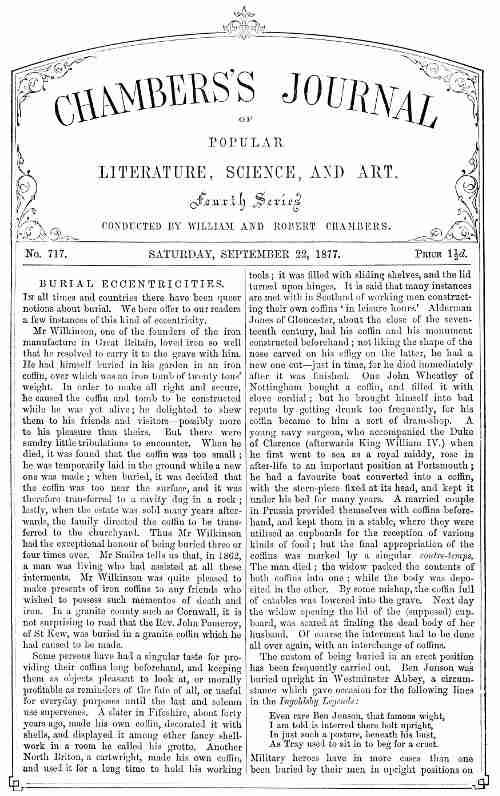 CHAMBERS'S JOURNAL
OF
POPULAR
LITERATURE, SCIENCE, AND ART.
Fourth Series
CONDUCTED BY WILLIAM AND ROBERT CHAMBERS.
No. 717. SATURDAY, SEPTEMBER 22, 1877. PRICE 1½d.
BURIAL ECCENTRICITIES.
IN all times and countries there have been queer
notions about burial. We here offer to our readers
a few instances of this kind of eccentricity.
Mr Wilkinson, one of the founders of the iron
manufacture in Great Britain, loved iron so well
that he resolved to carry it to the grave with him.
He had himself buried in his garden in an iron
coffin, over which was an iron tomb of twenty tons'
weight. In order to make all right and secure,
he caused the coffin and tomb to be constructed
while he was yet alive; he delighted to shew
them to his friends and visitors—possibly more
to his pleasure than theirs. But there were
sundry little tribulations to encounter. When he
died, it was found that the coffin was too small;
he was temporarily laid in the ground while a new
one was made; when buried, it was decided that
the coffin was too near the surface, and it was
therefore transferred to a cavity dug in a rock;
lastly, when the estate was sold many years after-
wards, the family directed the coffin to be trans-
ferred to the churchyard. Thus Mr Wilkinson
had the exceptional honour of being buried three or
four times over. Mr Smiles tells us that, in 1862,
a man was living who had assisted at all these
interments. Mr Wilkinson was quite pleased to
make presents of iron coffins to any friends who
wished to possess such mementos of death and
iron. In a granite county such as Cornwall, it is
not surprising to read that the Rev. John Pomeroy,
of St Kew, was buried in a granite coffin which he
had caused to be made.
Some persons have had a singular taste for pro-
viding their coffins long beforehand, and keeping
them as objects pleasant to look at, or morally
profitable as reminders of the fate of all, or useful
for everyday purposes until the last and solemn
use supervenes. A slater in Fifeshire, about forty
years ago, made his own coffin, decorated it with
shells, and displayed it among other fancy shell-
work in a room he called his grotto. Another
North Briton, a cartwright, made his own coffin,
and used it for a long time to hold his working
tools; it was filled with sliding shelves, and the lid
turned upon hinges. It is said that many instances
are met with in Scotland of working men construct-
ing their own coffins 'in leisure hours.' Alderman
Jones of Gloucester, about the close of the seven-
teenth century, had his coffin and his monument
constructed beforehand; not liking the shape of the
nose carved on his effigy on the latter, he had a
new one cut—just in time, for he died immediately
after it was finished. One John Wheatley of
Nottingham bought a coffin, and filled it with
clove cordial; but he brought himself into bad
repute by getting drunk too frequently, for his
coffin became to him a sort of dram-shop. A
young navy surgeon, who accompanied the Duke
of Clarence (afterwards King William IV.) when
he first went to sea as a royal middy, rose in
after-life to an important position at Portsmouth;
he had a favourite boat converted into a coffin,
with the stern-piece fixed at its head, and kept it
under his bed for many years. A married couple
in Prussia provided themselves with coffins before-
hand, and kept them in a stable, where they were
utilised as cupboards for the reception of various
kinds of food; but the final appropriation of the
coffins was marked by a singular contre-temps.
The man died; the widow packed the contents of
both coffins into one; while the body was depo-
sited in the other. By some mishap, the coffin full
of eatables was lowered into the grave. Next day
the widow opening the lid of the (supposed) cup-
board, was scared at finding the dead body of her
husband. Of course the interment had to be done
all over again, with an interchange of coffins.
The custom of being buried in an erect position
has been frequently carried out. Ben Jonson was
buried upright in Westminster Abbey, a circum-
stance which gave occasion for the following lines
in the Ingoldsby Legends:
Even rare Ben Jonson, that famous wight,
I am told is interred there bolt upright,
In just such a posture, beneath his bust,
As Tray used to sit in to beg for a crust.
Military heroes have in more cases than one
been buried by their men in upright positions on